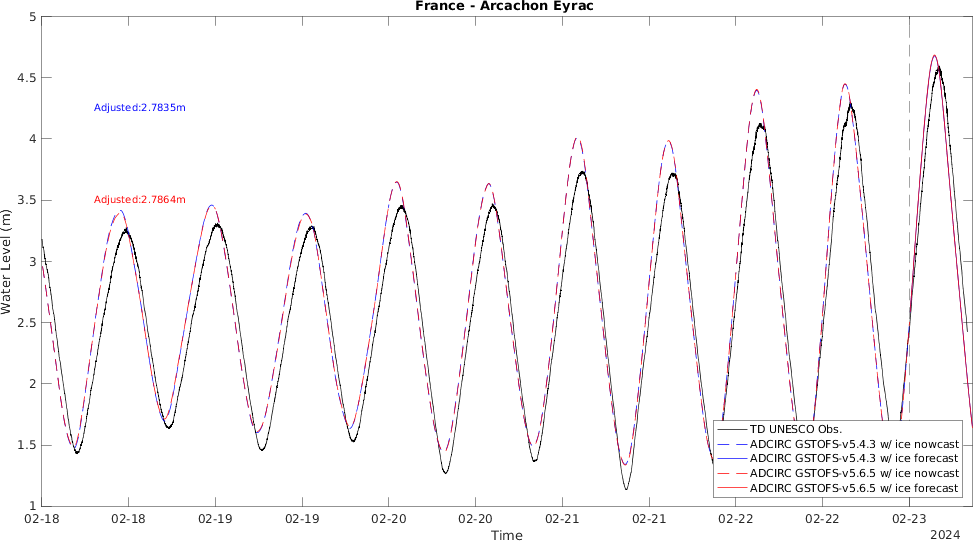 France - Arcachon Eyrac
5
4.5
4
3.5
3
2.5
2
1.5
1
Water Level (m)
Adjusted:2.7835m
Adjusted:2.7864m
TD UNESCO Obs.
ADCIRC GSTOFS-v5.4.3 w/ ice nowcast
ADCIRC GSTOFS-v5.4.3 w/ ice forecast
ADCIRC GSTOFS-v5.6.5 w/ ice nowcast
ADCIRC GSTOFS-v5.6.5 w/ ice forecast
02-18 02-18 02-19 02-19 02-20 02-20 02-21 02-21 02-22 02-22 02-23
Time
2024